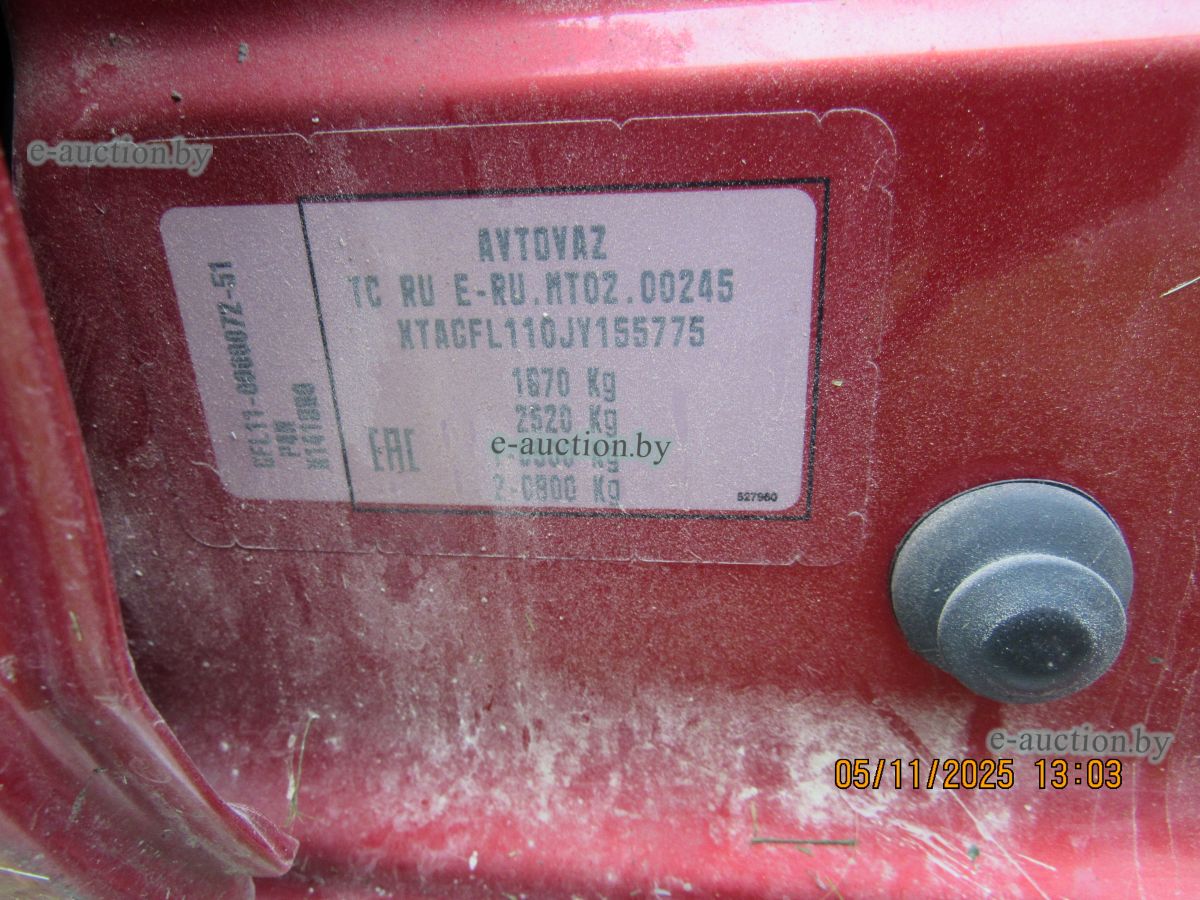 e-auction.by
AVTOVAZ
TC RU E-RU.MT02.00245
XTAGFL110JY155775
1670 Kg
2520 Kg
e-auction.by
Kg
2-0800 Kg
EAC
527960
e-auction.by
05/11/2025 13:03